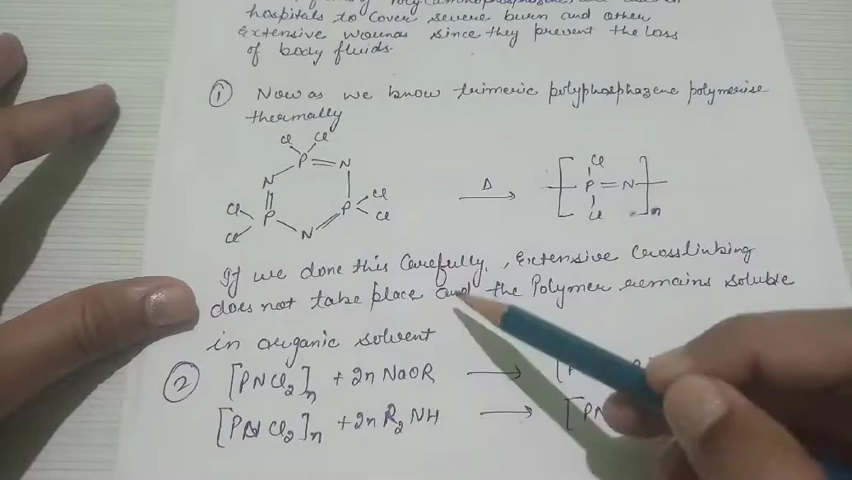 hospitals to cover severe burn and other
extensive wounds since they prevent the loss
of body fluids.
① Now as we know trimeric polyphosphazene polymerise
thermally
Cl Cl
P=N
N
Cl
Cl
P
N
P
Cl
Cl
Δ
[ Cl
P=N
Cl ]n
If we done this carefully, extensive crosslinking
does not take place and the polymer remains soluble
in organic solvent
② [PNCl2]n + 2n NaOR → [P
[PNCl2]n + 2n R2NH → [PN